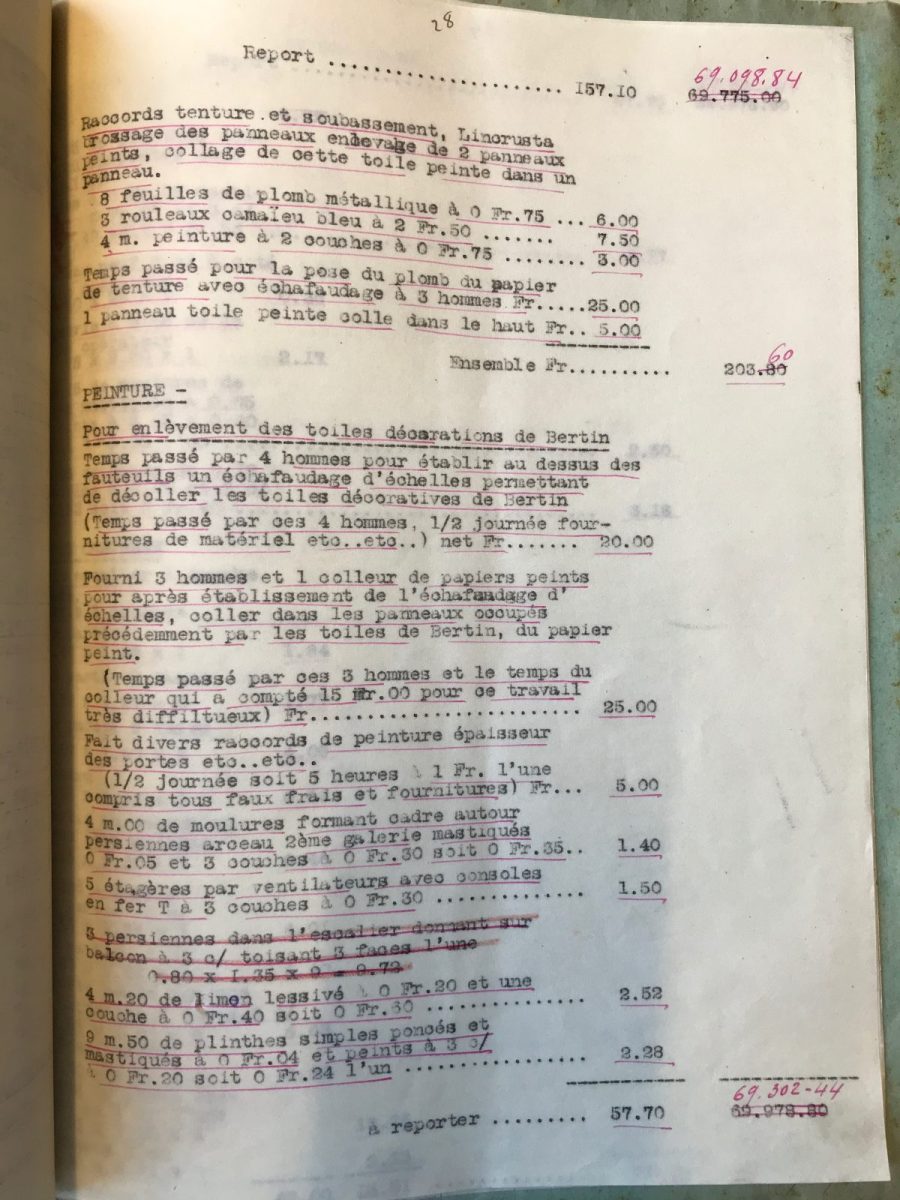 28
Report ........................ 157.10 69.098.84
69.775.00
Raccords tenture et soubassement, Lincrusta
brossage des panneaux enlevage de 2 panneaux
peints, collage de cette toile peinte dans un
panneau.
8 feuilles de plomb métallique à 0 Fr.75 ... 6.00
3 rouleaux camaïeu bleu à 2 Fr.50 ....... 7.50
4 m. peinture à 2 couches à 0 Fr.75 ........ 3.00
Temps passé pour la pose du plomb du papier
de tenture avec échafaudage à 3 hommes Fr.....25.00
1 panneau toile peinte colle dans le haut Fr.. 5.00
Ensemble Fr.......... 203.80 60
PEINTURE -
Pour enlèvement des toiles décorations de Bertin
Temps passé par 4 hommes pour établir au dessus des
fauteuils un échafaudage d'échelles permettant
de décoller les toiles décoratives de Bertin
(Temps passé par ces 4 hommes, 1/2 journée four-
nitures de matériel etc..etc..) net Fr....... 20.00
Fourni 3 hommes et 1 colleur de papiers peints
pour après établissement de l'échafaudage d'
échelles, coller dans les panneaux occupés
précédemment par les toiles de Bertin, du papier
peint.
(Temps passé par ces 3 hommes et le temps du
colleur qui a compté 15 Fr.00 pour ce travail
très diffiltueux) Fr......................... 25.00
Fait divers raccords de peinture épaisseur
des portes etc..etc..
(1/2 journée soit 5 heures à 1 Fr. l'une
compris tous faux frais et fournitures) Fr... 5.00
4 m.00 de moulures formant cadre autour
persiennes arceau 2ème galerie mastiqués
0 Fr.05 et 3 couches à 0 Fr.30 soit 0 Fr.35.. 1.40
5 étagères par ventilateurs avec consoles
en fer T à 3 couches à 0 Fr.30 .............. 1.50
3 persiennes dans l'escalier donnant sur
balcon à 3 c/ toisant 3 faces l'une
0.80 x 1.35 x 9 = 9.72
4 m.20 de limon lessivé à 0 Fr.20 et une
couche à 0 Fr.40 soit 0 Fr.60 ............... 2.52
9 m.50 de plinthes simples poncés et
mastiqués à 0 Fr.04 et peints à 3 c/
à 0 Fr.20 soit 0 Fr.24 l'un ................. 2.28
69.302-44
à reporter ......... 57.70 69.978.80